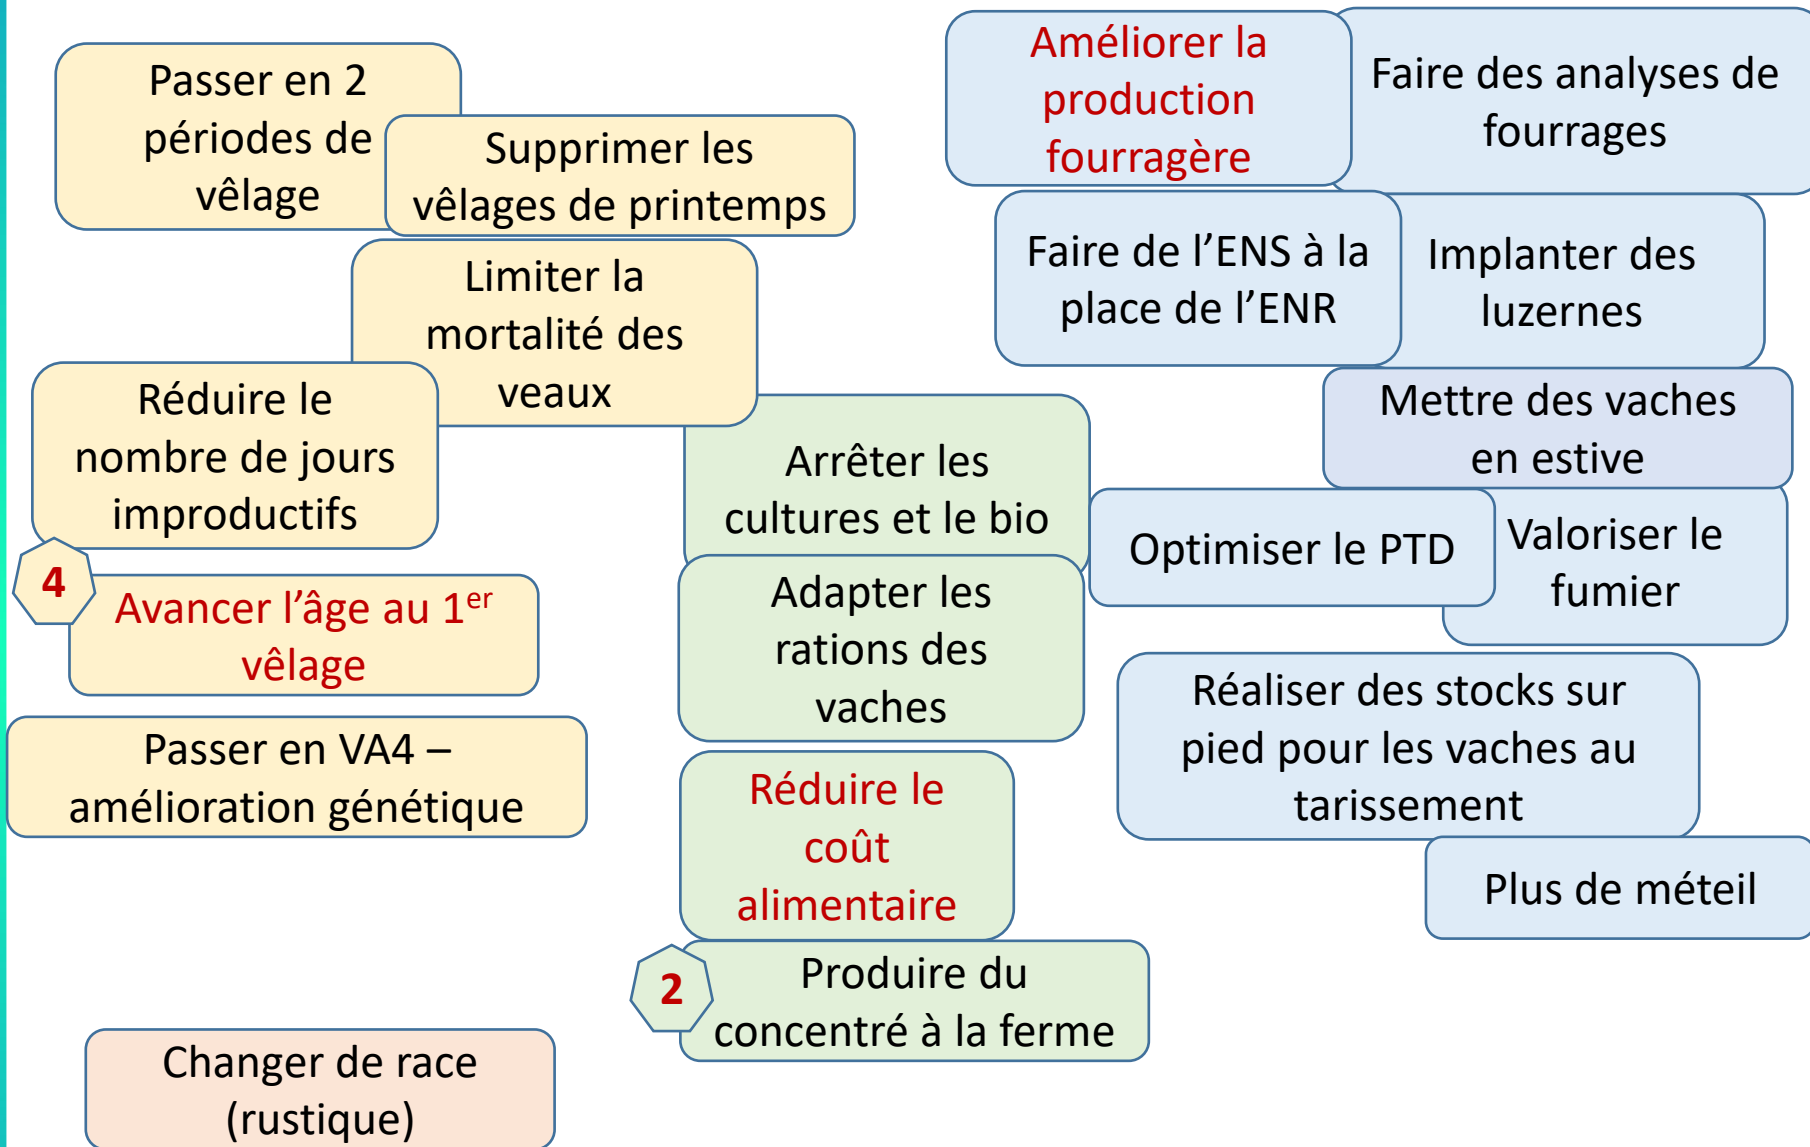 Passer en 2
périodes de
vêlage
Supprimer les
vêlages de printemps
Limiter la
mortalité des
veaux
Réduire le
nombre de jours
improductifs
4
Avancer l’âge au 1er
vêlage
Passer en VA4 –
amélioration génétique
Changer de race
(rustique)
Arrêter les
cultures et le bio
Adapter les
rations des
vaches
Réduire le
coût
alimentaire
2
Produire du
concentré à la ferme
Améliorer la
production
fourragère
Faire des analyses de
fourrages
Faire de l’ENS à la
place de l’ENR
Implanter des
luzernes
Mettre des vaches
en estive
Optimiser le PTD
Valoriser le
fumier
Réaliser des stocks sur
pied pour les vaches au
tarissement
Plus de méteil